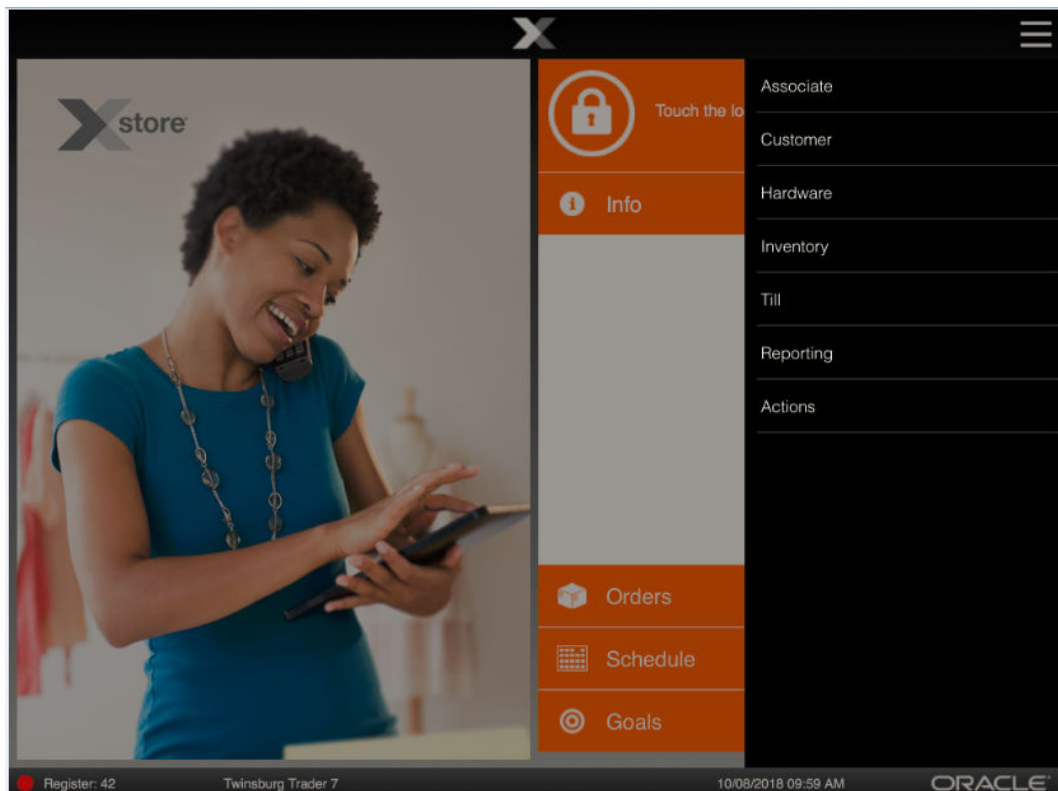 store
Touch the lo
Info
Orders
Schedule
Goals
Associate
Customer
Hardware
Inventory
Till
Reporting
Actions
Register: 42
Twinsburg Trader 7
10/08/2018 09:59 AM
ORACLE